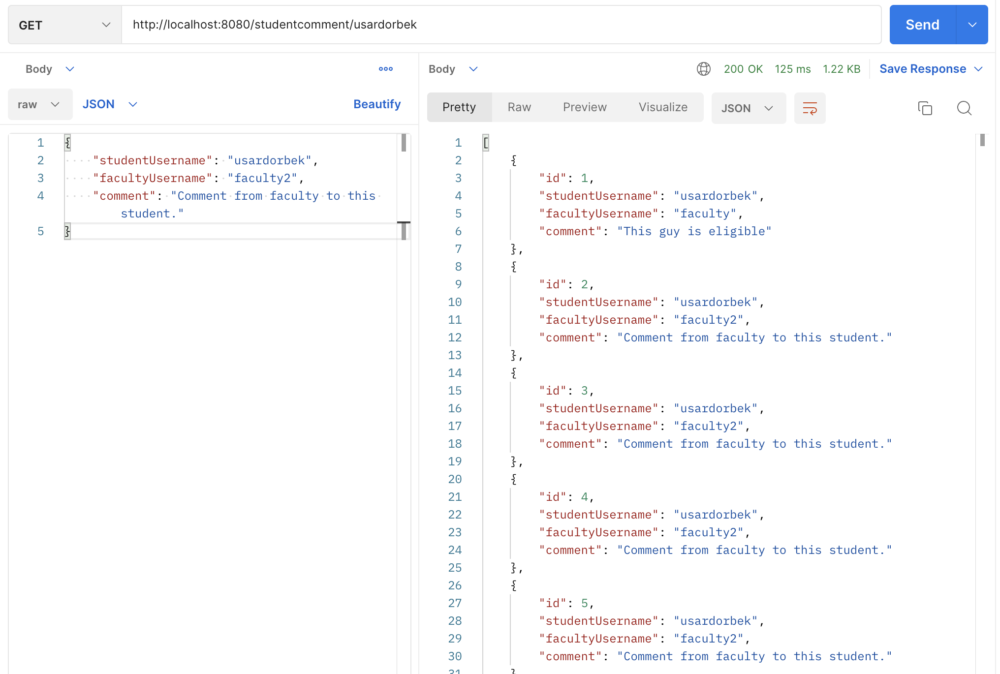 GET
http://localhost:8080/studentcomment/usardorbek
Send
Body
raw
JSON
Beautify
1 {
2 "studentUsername": "usardorbek",
3 "facultyUsername": "faculty2",
4 "comment": "Comment from faculty to this
student."
5 }
Body
200 OK 125 ms 1.22 KB Save Response
Pretty Raw Preview Visualize JSON
1 [
2 {
3 "id": 1,
4 "studentUsername": "usardorbek",
5 "facultyUsername": "faculty",
6 "comment": "This guy is eligible"
7 },
8 {
9 "id": 2,
10 "studentUsername": "usardorbek",
11 "facultyUsername": "faculty2",
12 "comment": "Comment from faculty to this student."
13 },
14 {
15 "id": 3,
16 "studentUsername": "usardorbek",
17 "facultyUsername": "faculty2",
18 "comment": "Comment from faculty to this student."
19 },
20 {
21 "id": 4,
22 "studentUsername": "usardorbek",
23 "facultyUsername": "faculty2",
24 "comment": "Comment from faculty to this student."
25 },
26 {
27 "id": 5,
28 "studentUsername": "usardorbek",
29 "facultyUsername": "faculty2",
30 "comment": "Comment from faculty to this student."
31 }